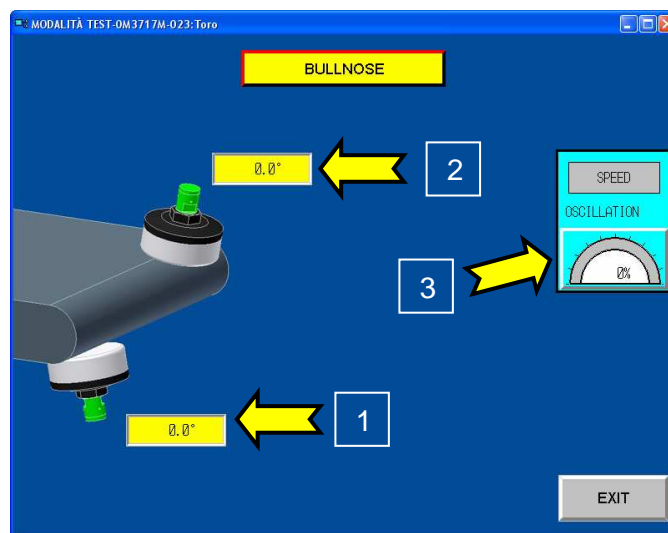 MODALITÀ TEST-0M3717M-023:Toro
BULLNOSE
0.0°
2
SPEED
OSCILLATION
0%
3
0.0°
1
EXIT